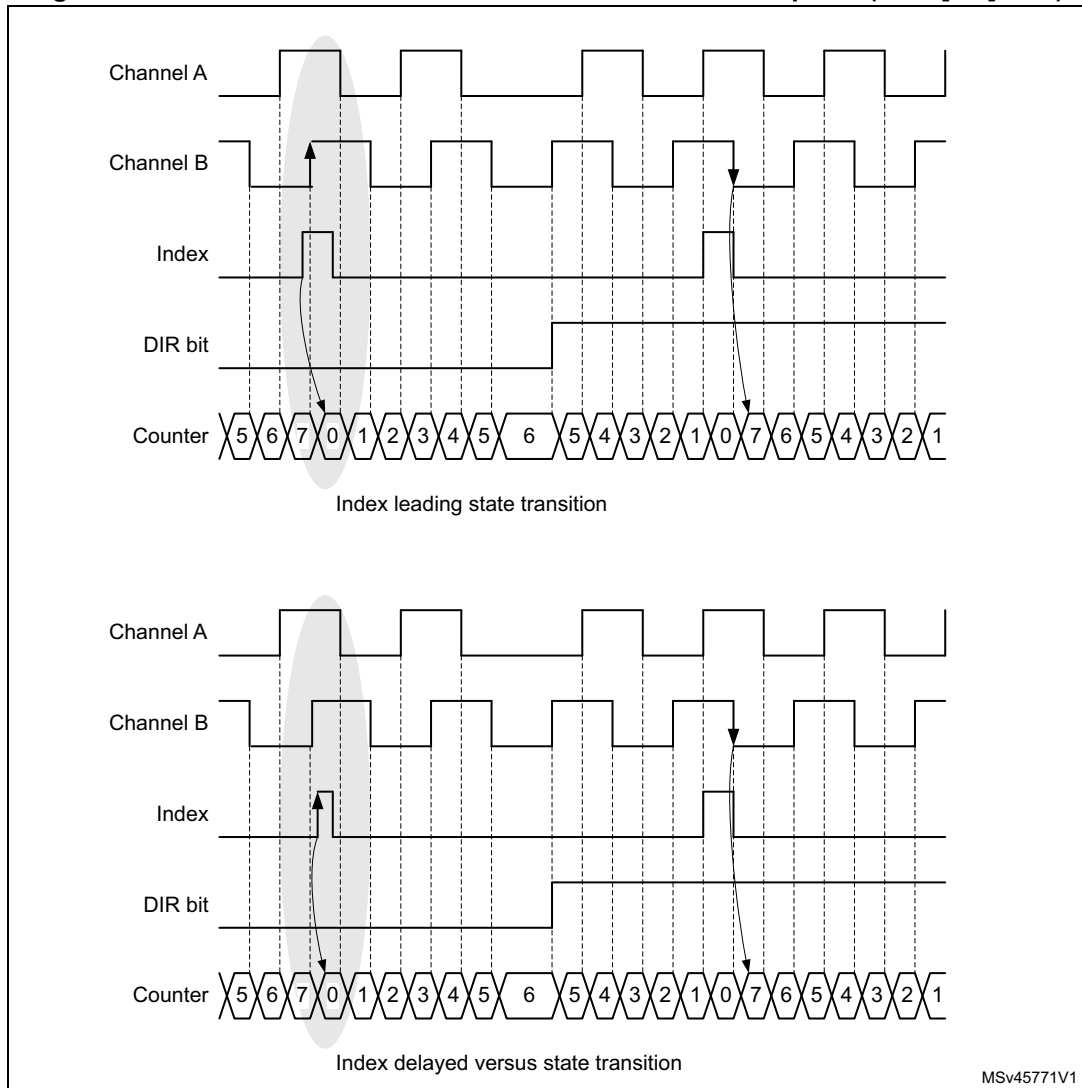 Channel A
Channel B
Index
DIR bit
Counter 5 6 7 0 1 2 3 4 5 6 5 4 3 2 1 0 7 6 5 4 3 2 1
Index leading state transition
Channel A
Channel B
Index
DIR bit
Counter 5 6 7 0 1 2 3 4 5 6 5 4 3 2 1 0 7 6 5 4 3 2 1
Index delayed versus state transition
MSv45771V1